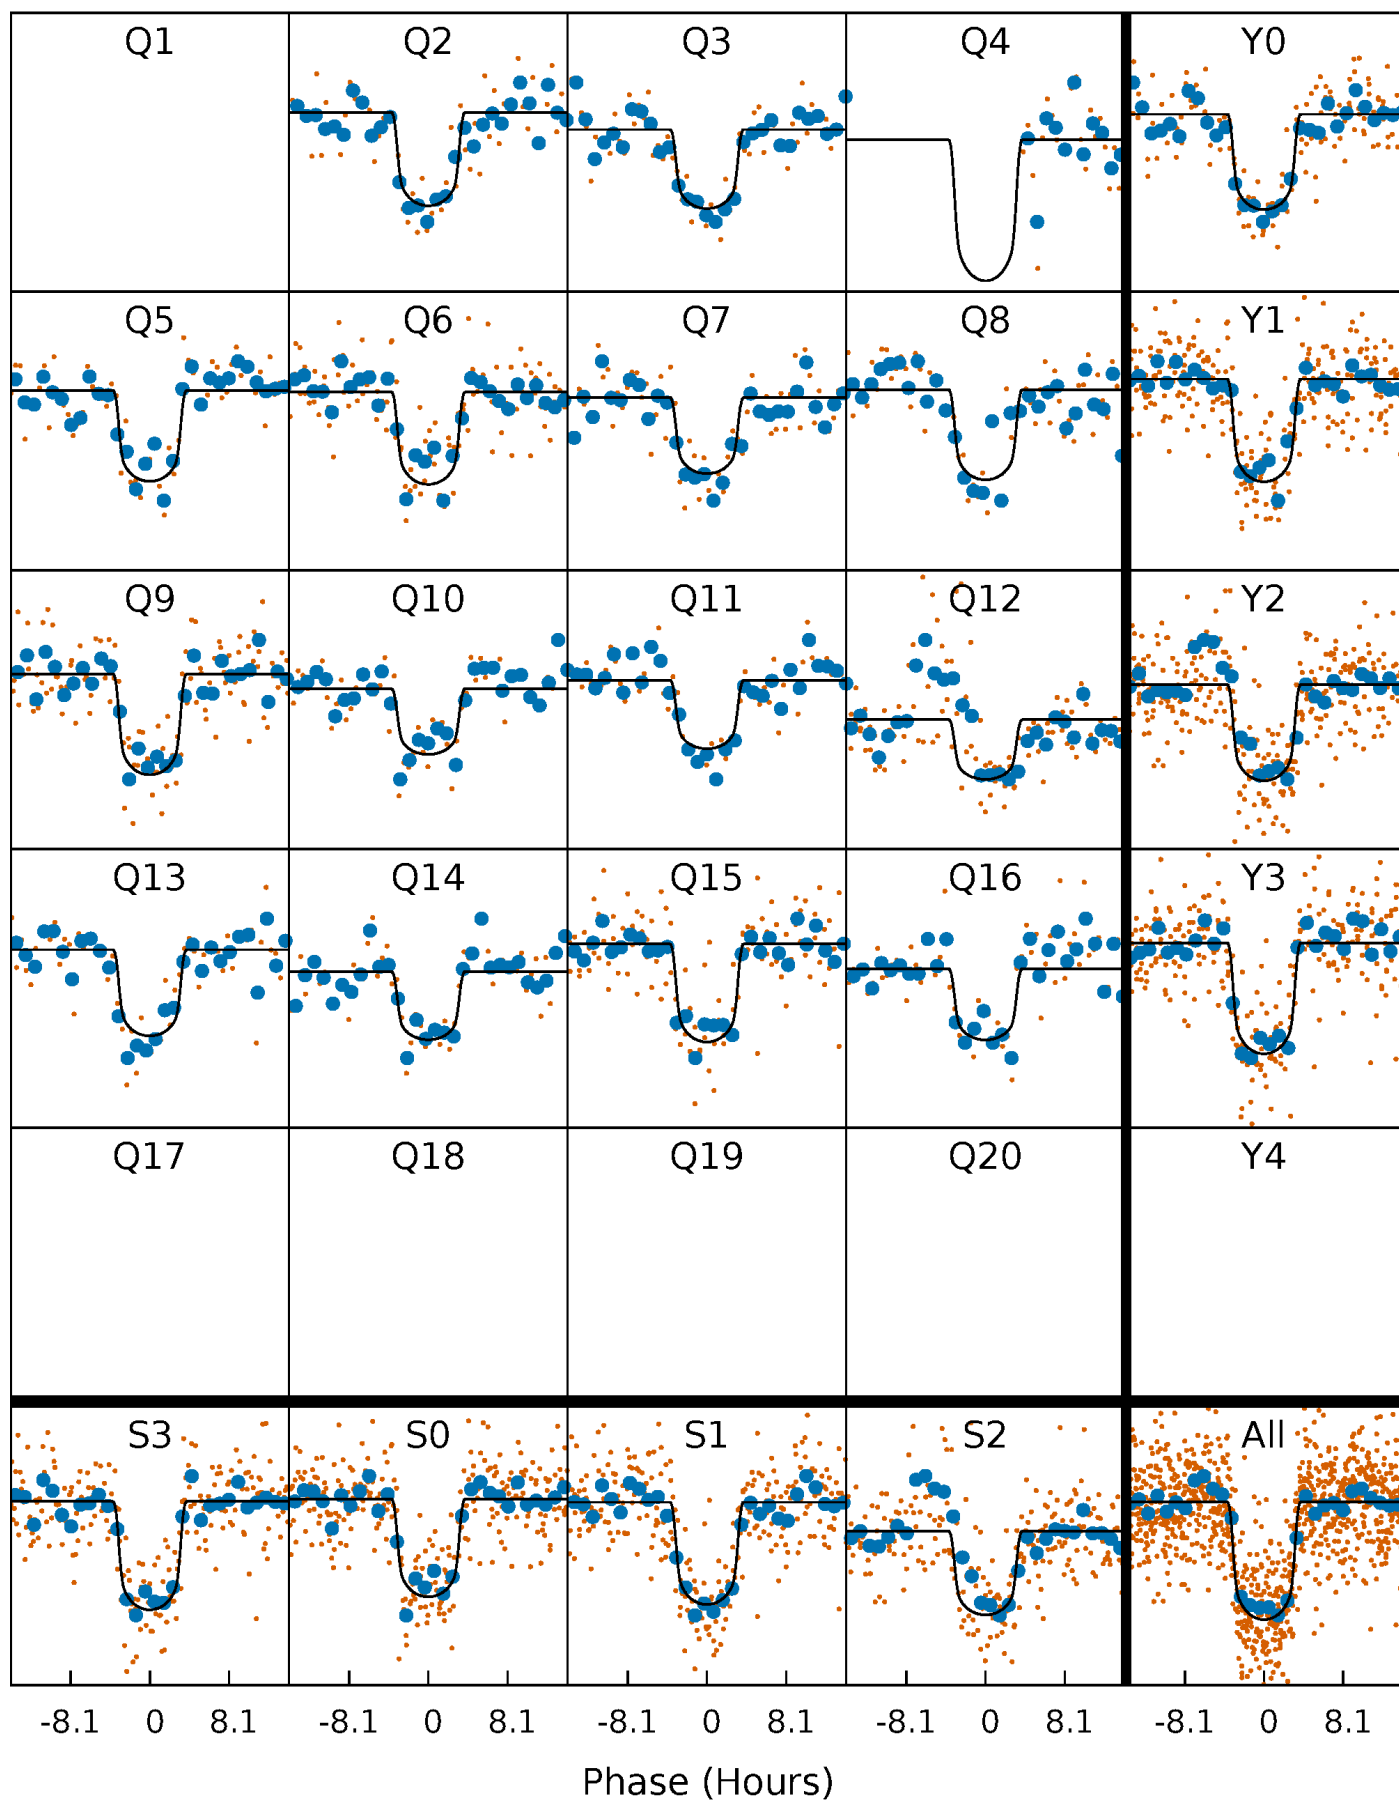 Q1 Q2 Q3 Q4 Y0
Q5 Q6 Q7 Q8 Y1
Q9 Q10 Q11 Q12 Y2
Q13 Q14 Q15 Q16 Y3
Q17 Q18 Q19 Q20 Y4
S3 S0 S1 S2 All
-8.1 0 8.1 -8.1 0 8.1 -8.1 0 8.1 -8.1 0 8.1 -8.1 0 8.1
Phase (Hours)